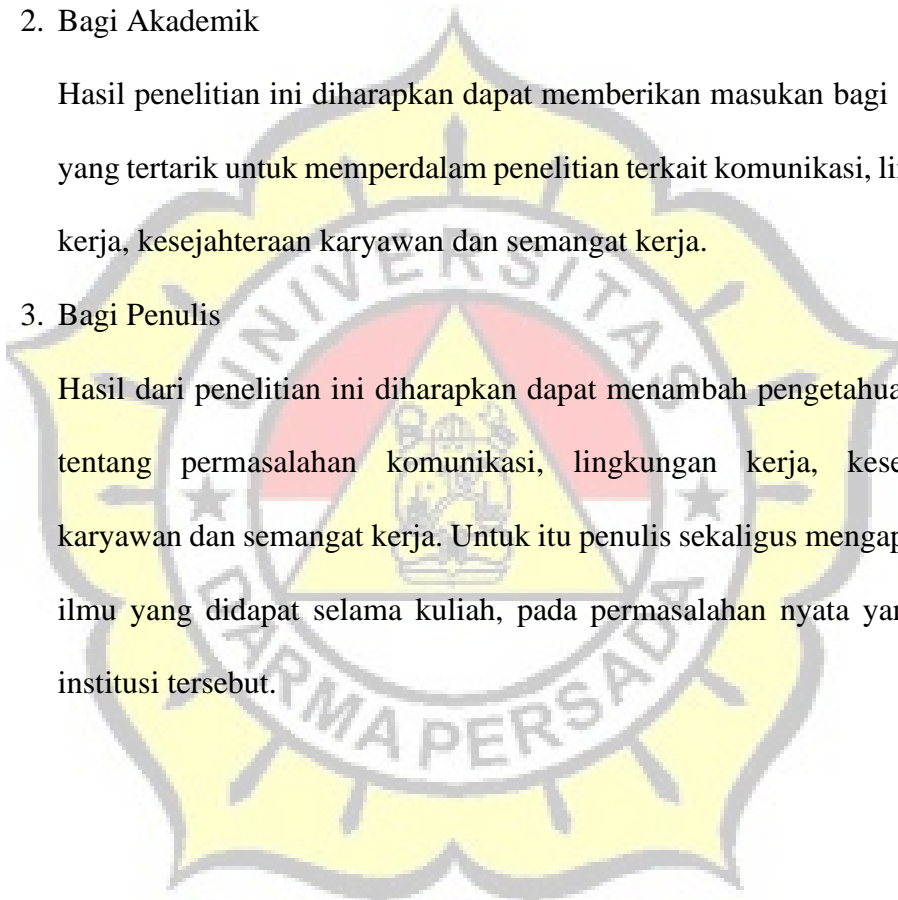 2. Bagi Akademik
Hasil penelitian ini diharapkan dapat memberikan masukan bagi
yang tertarik untuk memperdalam penelitian terkait komunikasi,
kerja, kesejahteraan karyawan dan semangat kerja.
3. Bagi Penulis
Hasil dari penelitian ini diharapkan dapat menambah
tentang permasalahan komunikasi, lingkungan kerja,
karyawan dan semangat kerja. Untuk itu penulis sekaligus
ilmu yang didapat selama kuliah, pada permasalahan nyata
institusi tersebut.
UNIVERSITAS
DARMA PERSADA